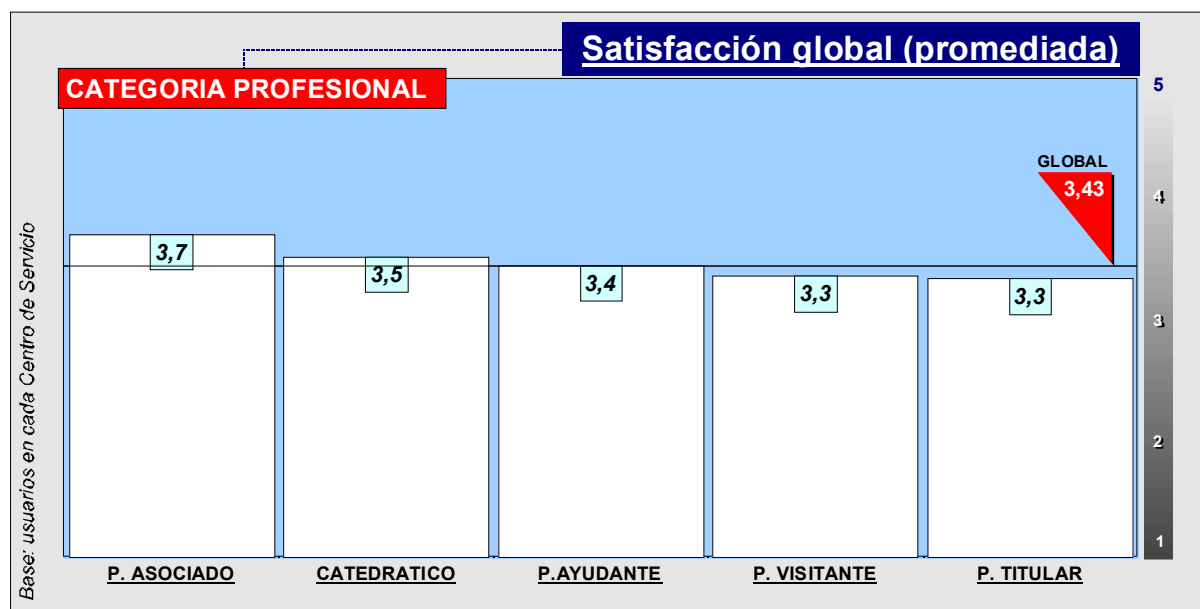 Satisfacción global (promediada)
CATEGORIA PROFESIONAL
5
GLOBAL
3,43
4
3,7
3,5
3,4
3,3
3,3
3
2
1
Base: usuarios en cada Centro de Servicio
P. ASOCIADO
CATEDRATICO
P.AYUDANTE
P. VISITANTE
P. TITULAR